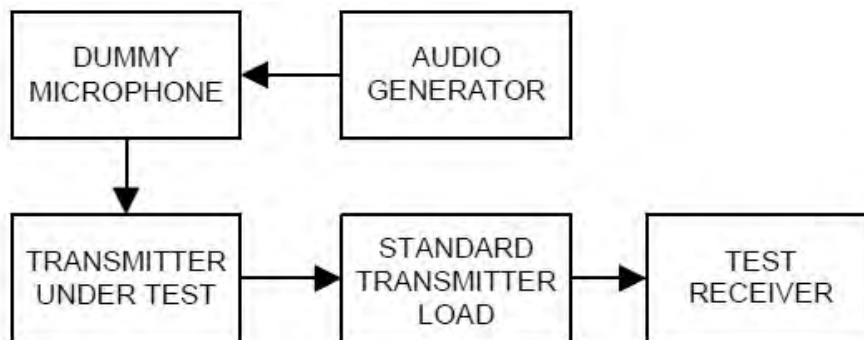 DUMMY
MICROPHONE
AUDIO
GENERATOR
TRANSMITTER
UNDER TEST
STANDARD
TRANSMITTER
LOAD
TEST
RECEIVER